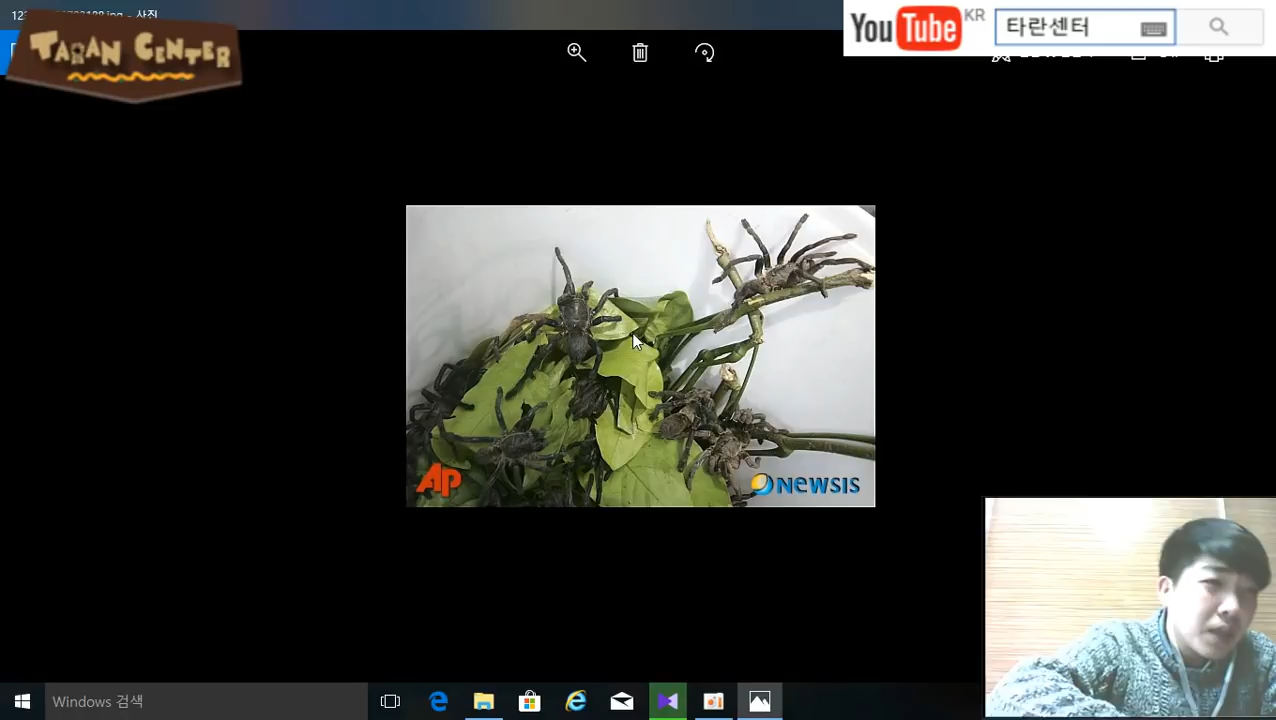 TARAN CENTER
YouTube KR
타란센터
AP
NEWSIS
Windows 검색